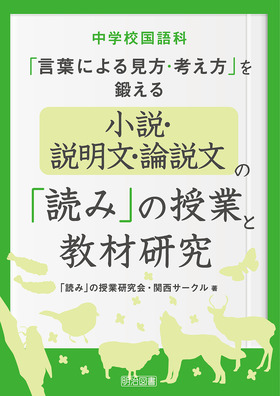 中学校国語科
「言葉による見方・考え方」を
鍛える
小説・
説明文・論説文の
「読み」の授業と
教材研究
「読み」の授業研究会・関西サークル 著
明治図書